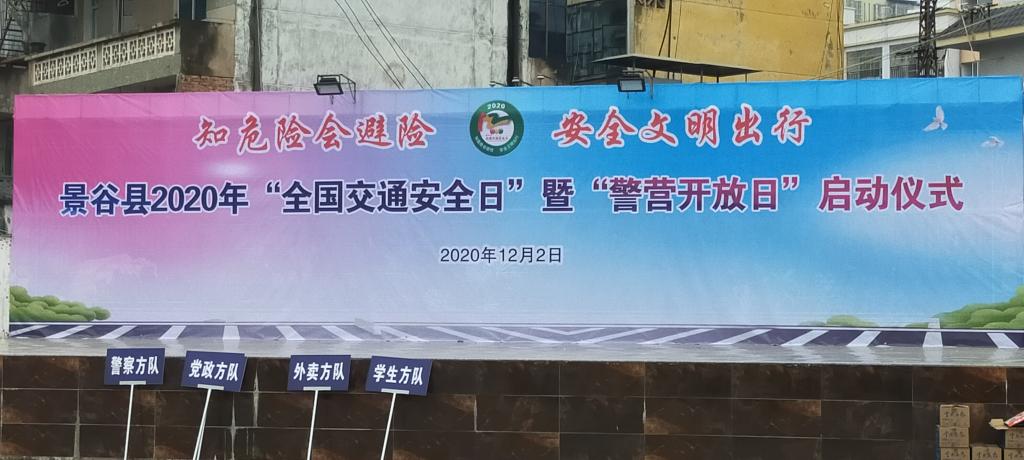 知危险会避险
2020
安全文明出行
景谷县2020年“全国交通安全日”暨“警营开放日”启动仪式
2020年12月2日
警察方队
党政方队
外卖方队
学生方队